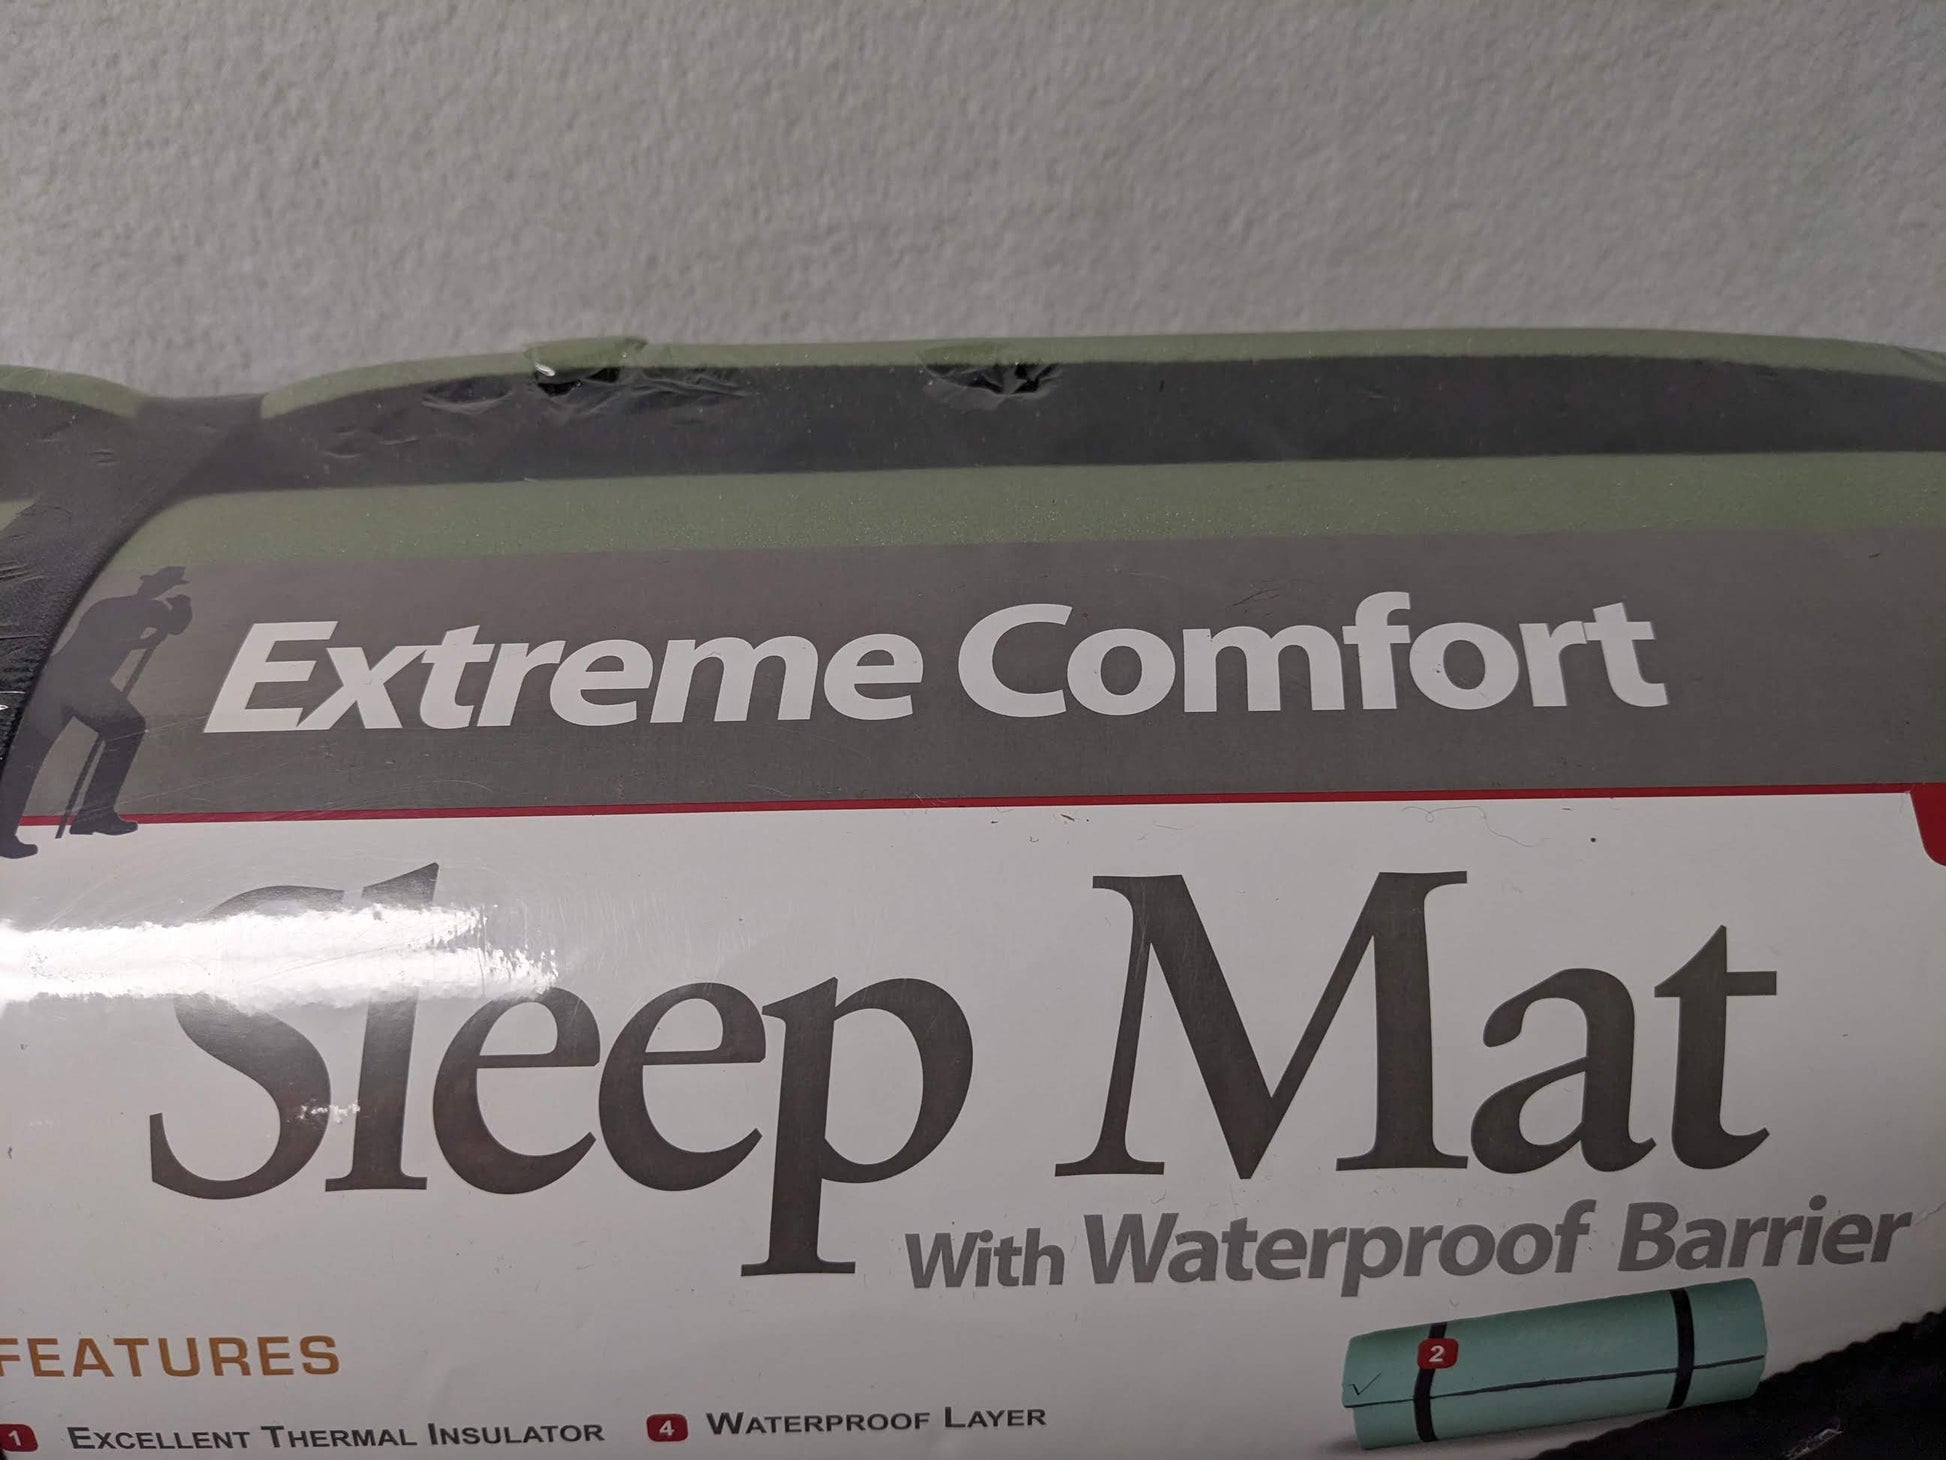 Extreme Comfort
Sleep Mat
With Waterproof Barrier
FEATURES
1 EXCELLENT THERMAL INSULATOR
4 WATERPROOF LAYER
2